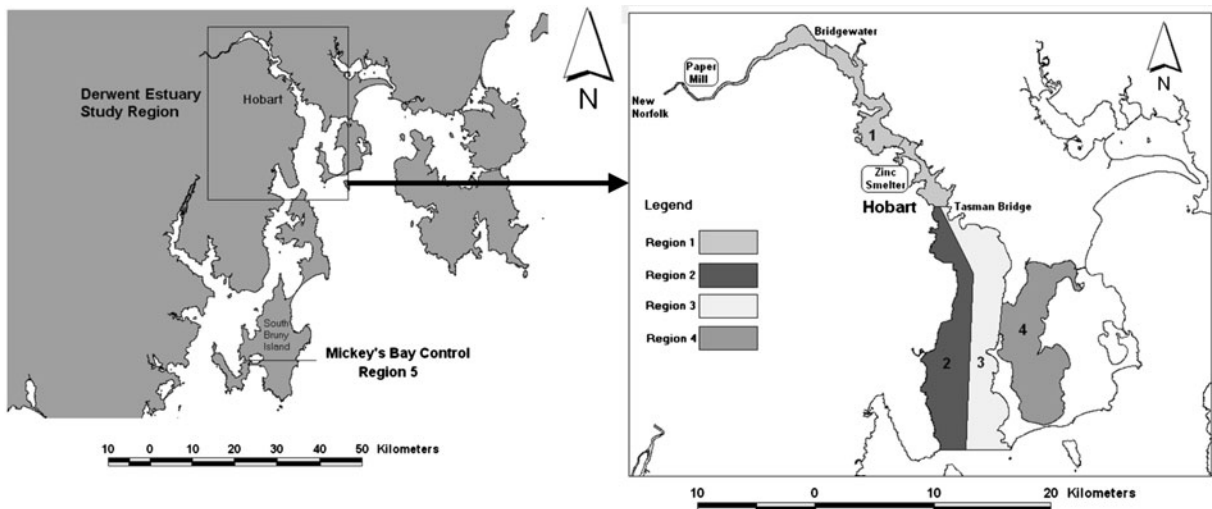 N
Derwent Estuary
Study Region
Hobart
South
Bruny
Island
Mickey's Bay Control
Region 5
10 0 10 20 30 40 50 Kilometers
Bridgewater
N
Paper
Mill
New
Norfolk
1
Zinc
Smelter
Hobart
Tasman Bridge
Legend
Region 1
Region 2
Region 3
Region 4
4
2
3
10 0 10 20 Kilometers